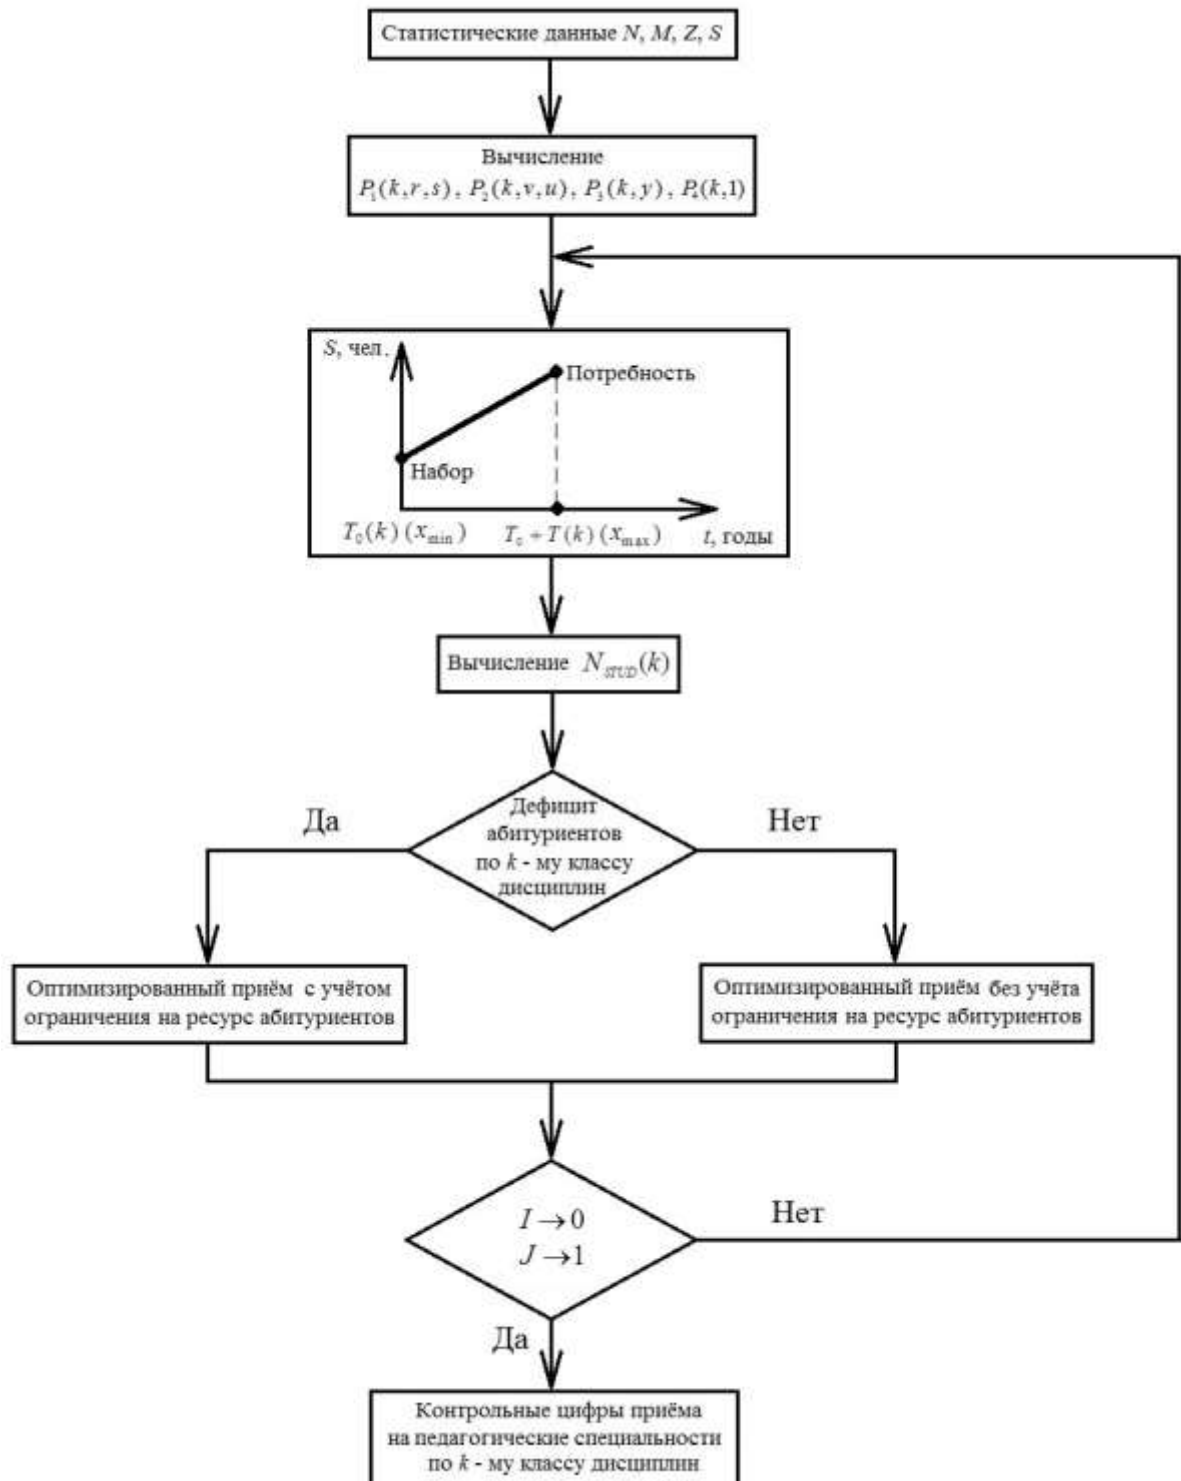 Статистические данные N, M, Z, S
Вычисление
P₁(k,r,s), P₂(k,v,u), P₃(k,y), P₄(k,1)
S, чел.
Потребность
Набор
T₀(k)(x_min) T₀+T(k)(x_max) t, годы
Вычисление N_STUD(k)
Дефицит
абитуриентов
по k - му классу
дисциплин
Да
Нет
Оптимизированный приём с учётом
ограничения на ресурс абитуриентов
Оптимизированный приём без учёта
ограничения на ресурс абитуриентов
I→0
J→1
Нет
Да
Контрольные цифры приёма
на педагогические специальности
по k - му классу дисциплин